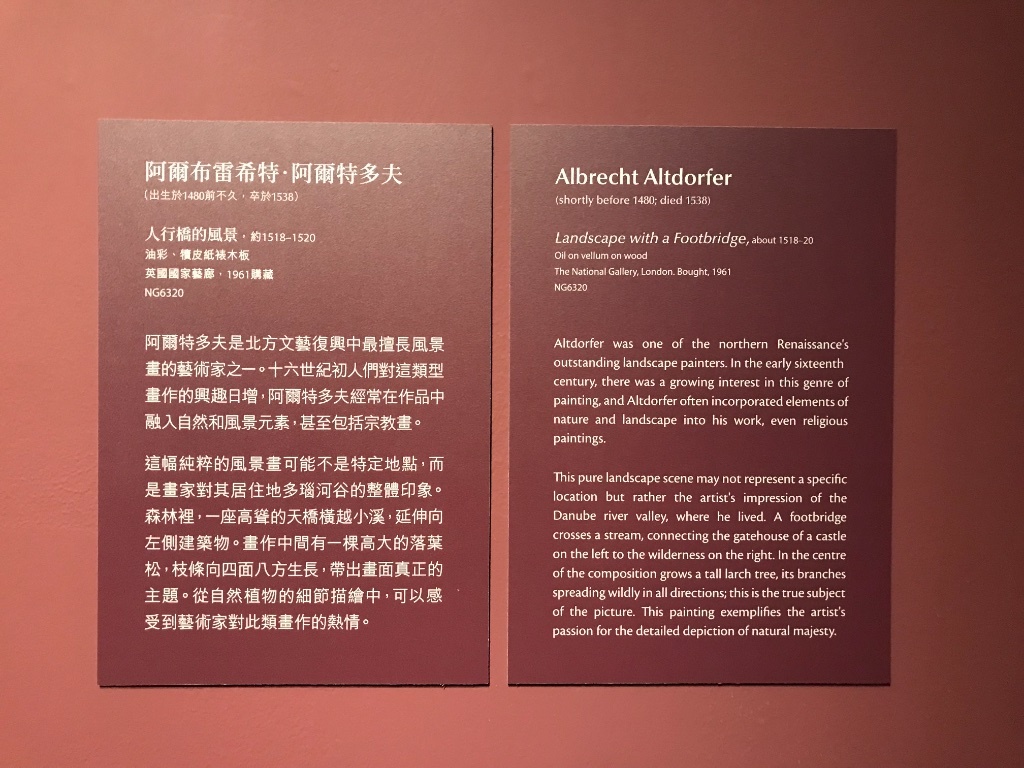 阿爾布雷希特·阿爾特多夫
（出生於1480前不久，卒於1538）
人行橋的風景，約1518–1520
油彩、犢皮紙裱木板
英國國家藝廊，1961購藏
NG6320
阿爾特多夫是北方文藝復興中最擅長風景
畫的藝術家之一。十六世紀初人們對這類型
畫作的興趣日增，阿爾特多夫經常在作品中
融入自然和風景元素，甚至包括宗教畫。
這幅純粹的風景畫可能不是特定地點，而
是畫家對其居住地多瑙河谷的整體印象。
森林裡，一座高聳的天橋橫越小溪，延伸向
左側建築物。畫作中間有一棵高大的落葉
松，枝條向四面八方生長，帶出畫面真正的
主題。從自然植物的細節描繪中，可以感
受到藝術家對此類畫作的熱情。
Albrecht Altdorfer
(shortly before 1480; died 1538)
Landscape with a Footbridge, about 1518–20
Oil on vellum on wood
The National Gallery, London. Bought, 1961
NG6320
Altdorfer was one of the northern Renaissance's
outstanding landscape painters. In the early sixteenth
century, there was a growing interest in this genre of
painting, and Altdorfer often incorporated elements of
nature and landscape into his work, even religious
paintings.
This pure landscape scene may not represent a specific
location but rather the artist's impression of the
Danube river valley, where he lived. A footbridge
crosses a stream, connecting the gatehouse of a castle
on the left to the wilderness on the right. In the centre
of the composition grows a tall larch tree, its branches
spreading wildly in all directions; this is the true subject
of the picture. This painting exemplifies the artist's
passion for the detailed depiction of natural majesty.